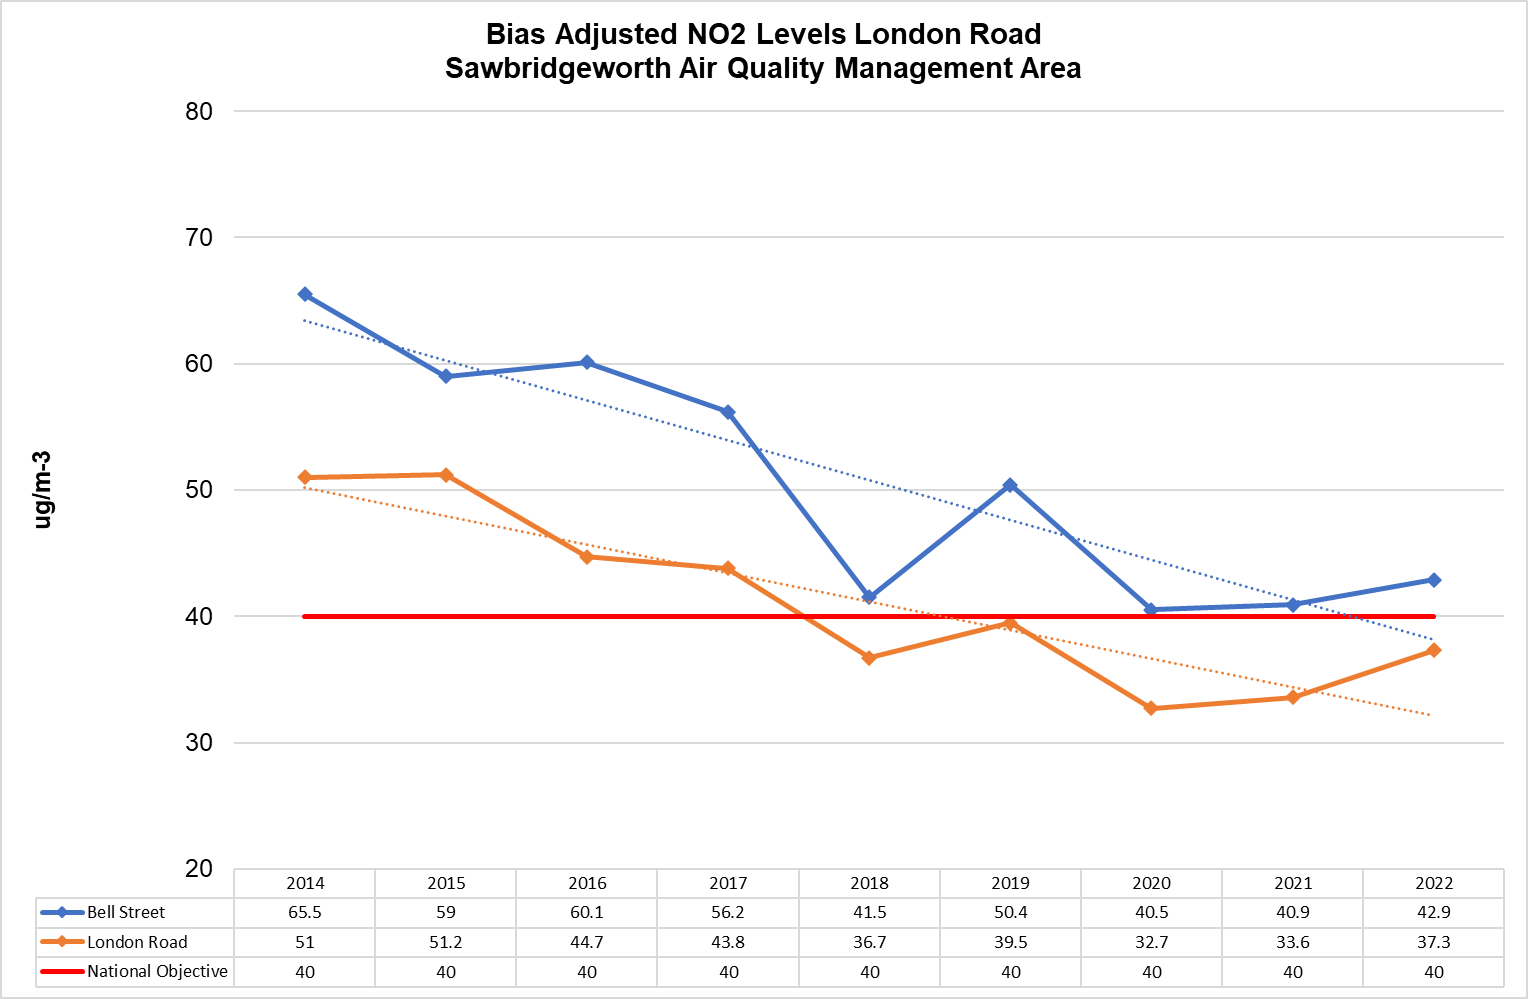 Bias Adjusted NO2 Levels London Road
Sawbridgeworth Air Quality Management Area
80
70
60
50
40
30
20
ug/m-3
2014 2015 2016 2017 2018 2019 2020 2021 2022
Bell Street 65.5 59 60.1 56.2 41.5 50.4 40.5 40.9 42.9
London Road 51 51.2 44.7 43.8 36.7 39.5 32.7 33.6 37.3
National Objective 40 40 40 40 40 40 40 40 40